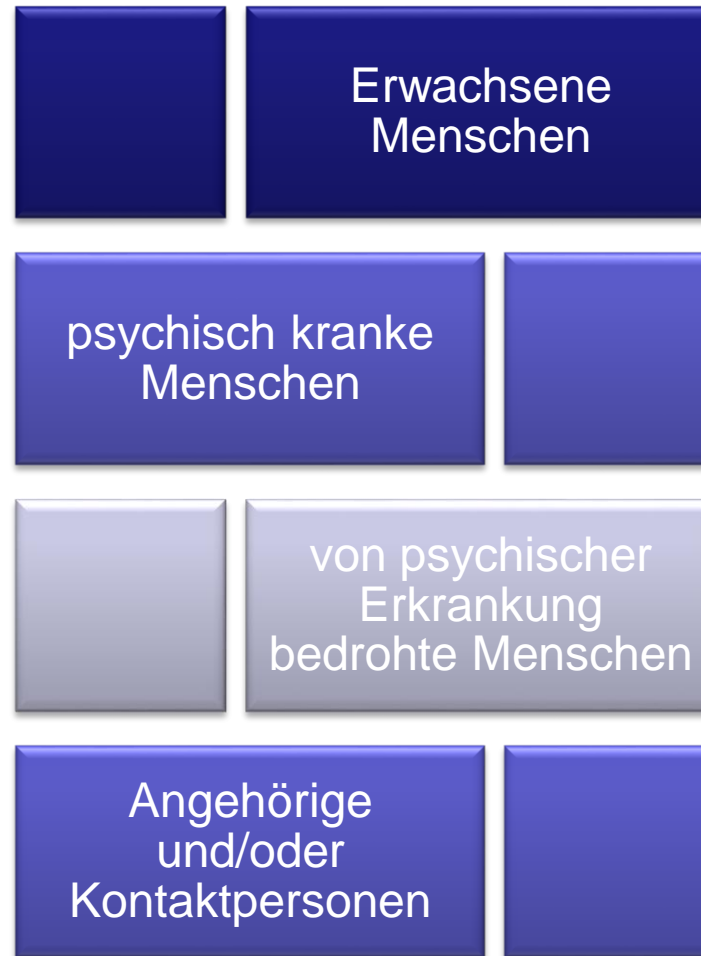 Erwachsene
Menschen
psychisch kranke
Menschen
von psychischer
Erkrankung
bedrohte Menschen
Angehörige
und/oder
Kontaktpersonen